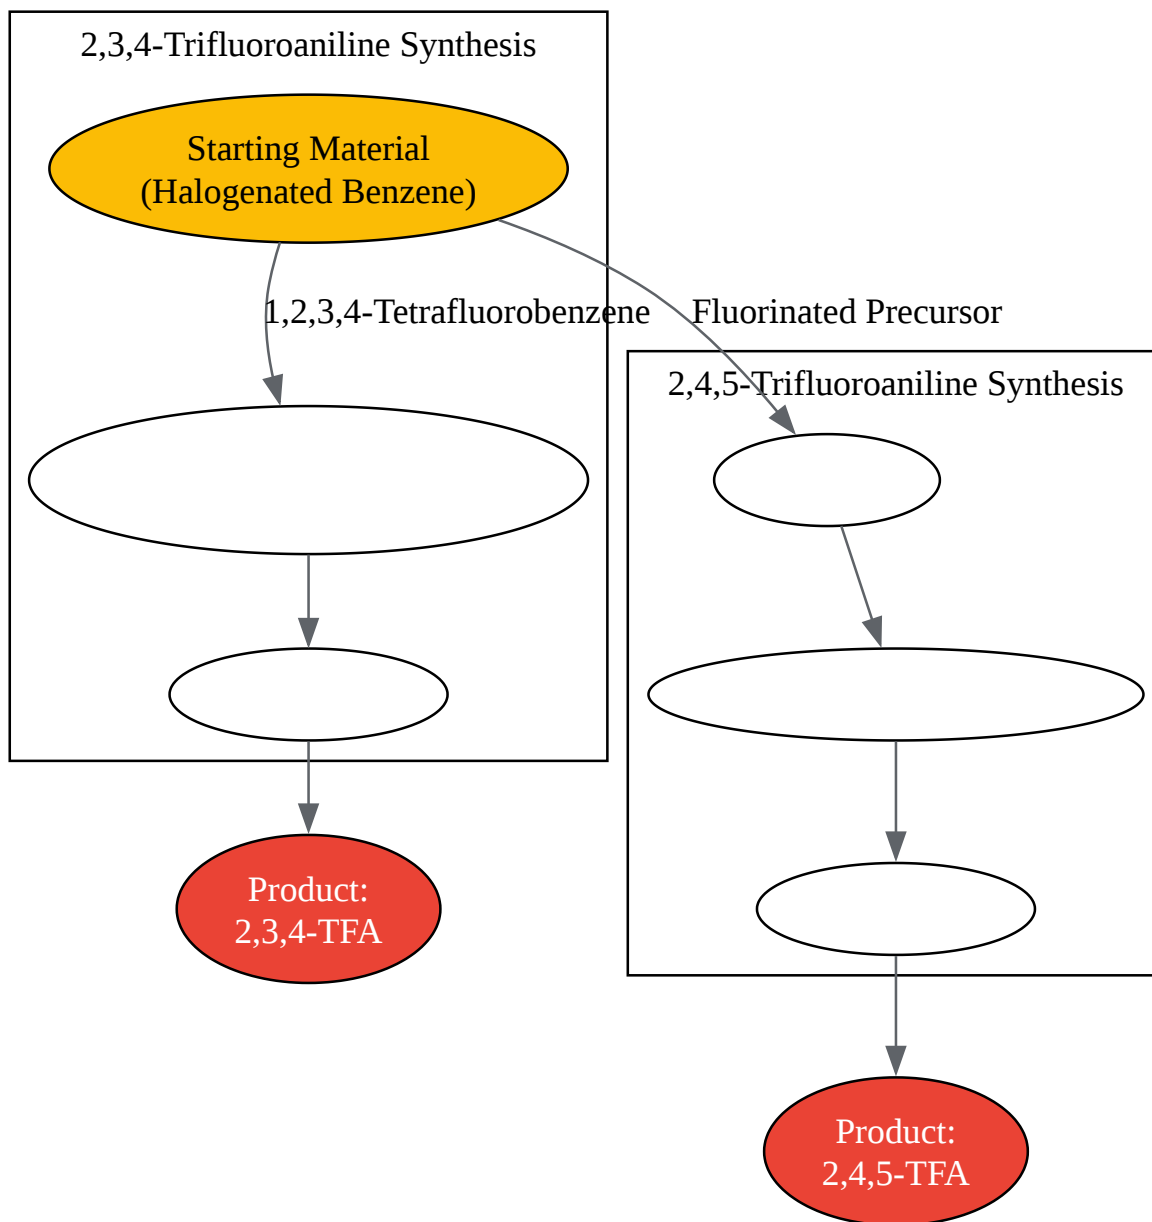 2,3,4-Trifluoroaniline Synthesis
Starting Material
(Halogenated Benzene)
1,2,3,4-Tetrafluorobenzene
Fluorinated Precursor
2,4,5-Trifluoroaniline Synthesis
Product:
2,3,4-TFA
Product:
2,4,5-TFA